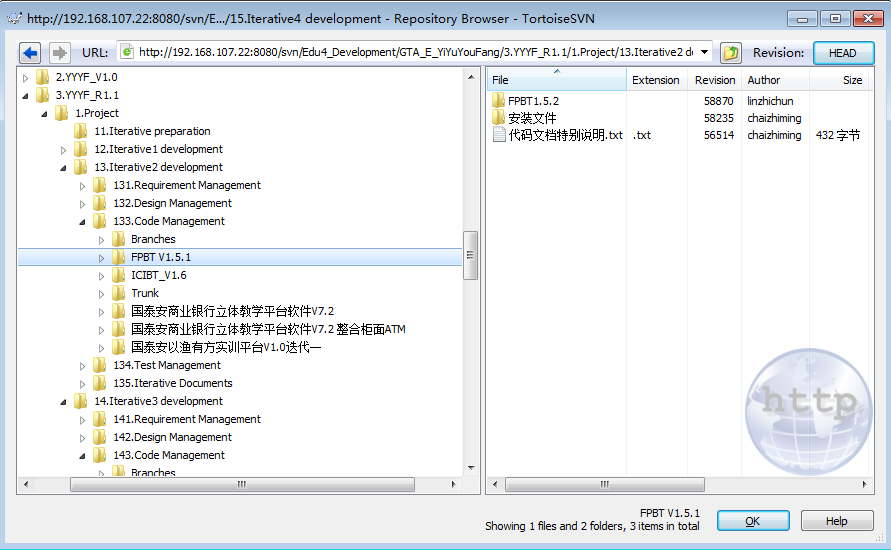 http://192.168.107.22:8080/svn/E.../15.Iterative4 development - Repository Browser - TortoiseSVN
URL: http://192.168.107.22:8080/svn/Edu4_Development/GTA_E_YiYuYouFang/3.YYYF_R1.1/1.Project/13.Iterative2 de Revision: HEAD
2.YYYF_V1.0
3.YYYF_R1.1
1.Project
11.Iterative preparation
12.Iterative1 development
13.Iterative2 development
131.Requirement Management
132.Design Management
133.Code Management
Branches
FPBT V1.5.1
ICIBT_V1.6
Trunk
国泰安商业银行立体教学平台软件V7.2
国泰安商业银行立体教学平台软件V7.2 整合柜面ATM
国泰安以渔有方实训平台V1.0迭代一
134.Test Management
135.Iterative Documents
14.Iterative3 development
141.Requirement Management
142.Design Management
143.Code Management
Branches
File Extension Revision Author Size
FPBT1.5.2 58870 linzhichun
安装文件 58235 chaizhiming
代码文档特别说明.txt .txt 56514 chaizhiming 432 字节
http
FPBT V1.5.1
Showing 1 files and 2 folders, 3 items in total
OK Help